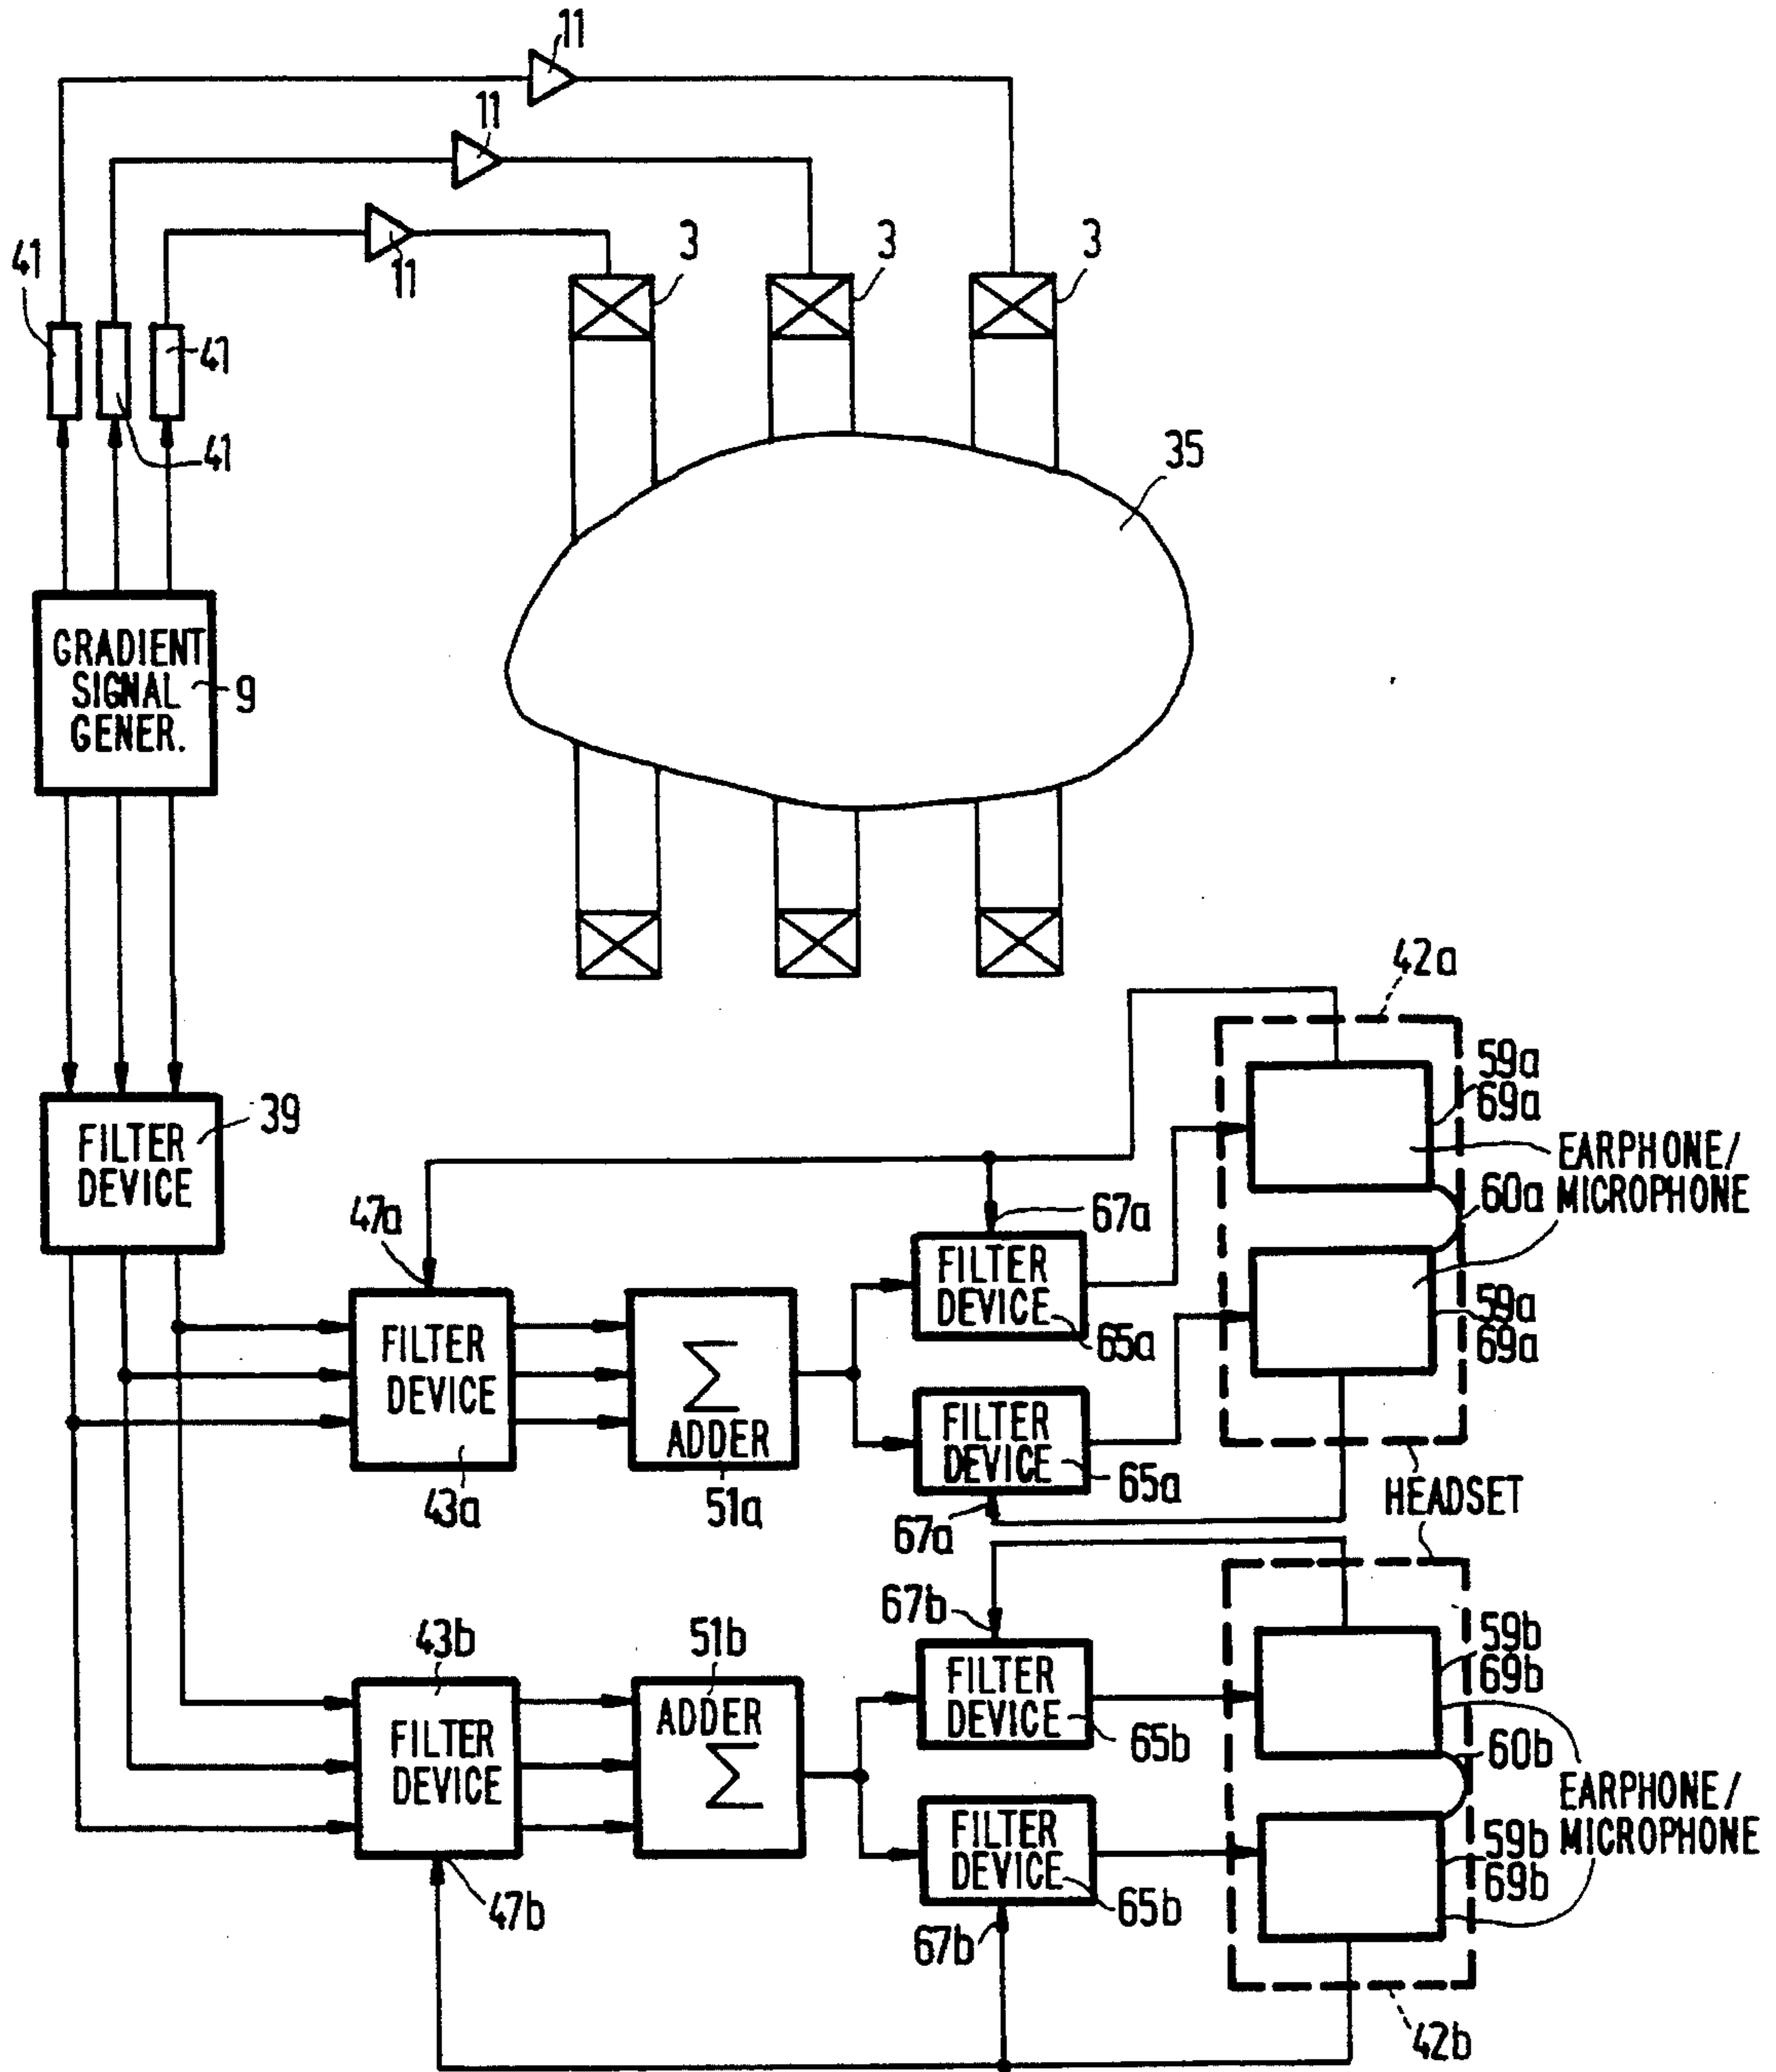 11
11
11
3
3
3
41
41
41
35
GRADIENT
SIGNAL
GENER.
9
42a
59a
69a
39
FILTER
DEVICE
EARPHONE/
MICROPHONE
60a
47a
67a
FILTER
DEVICE
65a
59a
69a
FILTER
DEVICE
43a
Σ
ADDER
51a
FILTER
DEVICE
65a
67a
HEADSET
67b
43b
51b
59b
69b
FILTER
DEVICE
65b
60b
FILTER
DEVICE
ADDER
Σ
EARPHONE/
MICROPHONE
FILTER
DEVICE
65b
59b
69b
47b
67b
42b